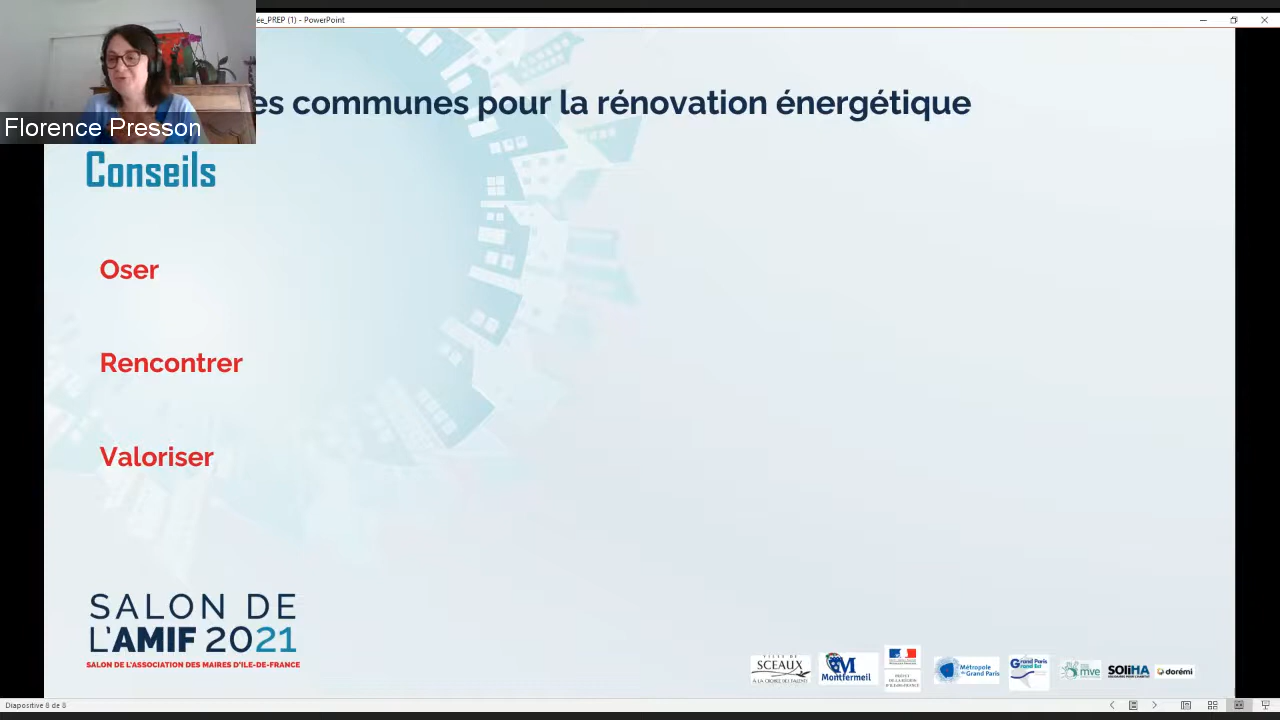 ée_PREP (1) - PowerPoint
Florence Presson
es communes pour la rénovation énergétique
Conseils
Oser
Rencontrer
Valoriser
SALON DE
L'AMIF 2021
SALON DE L'ASSOCIATION DES MAIRES D'ILE-DE-FRANCE
VILLE DE
SCEAUX
M
Montfermeil
Métropole
du Grand Paris
Grand Paris
Grand Est
mve
SOLiHA
dorémi
Diapositive 8 de 8